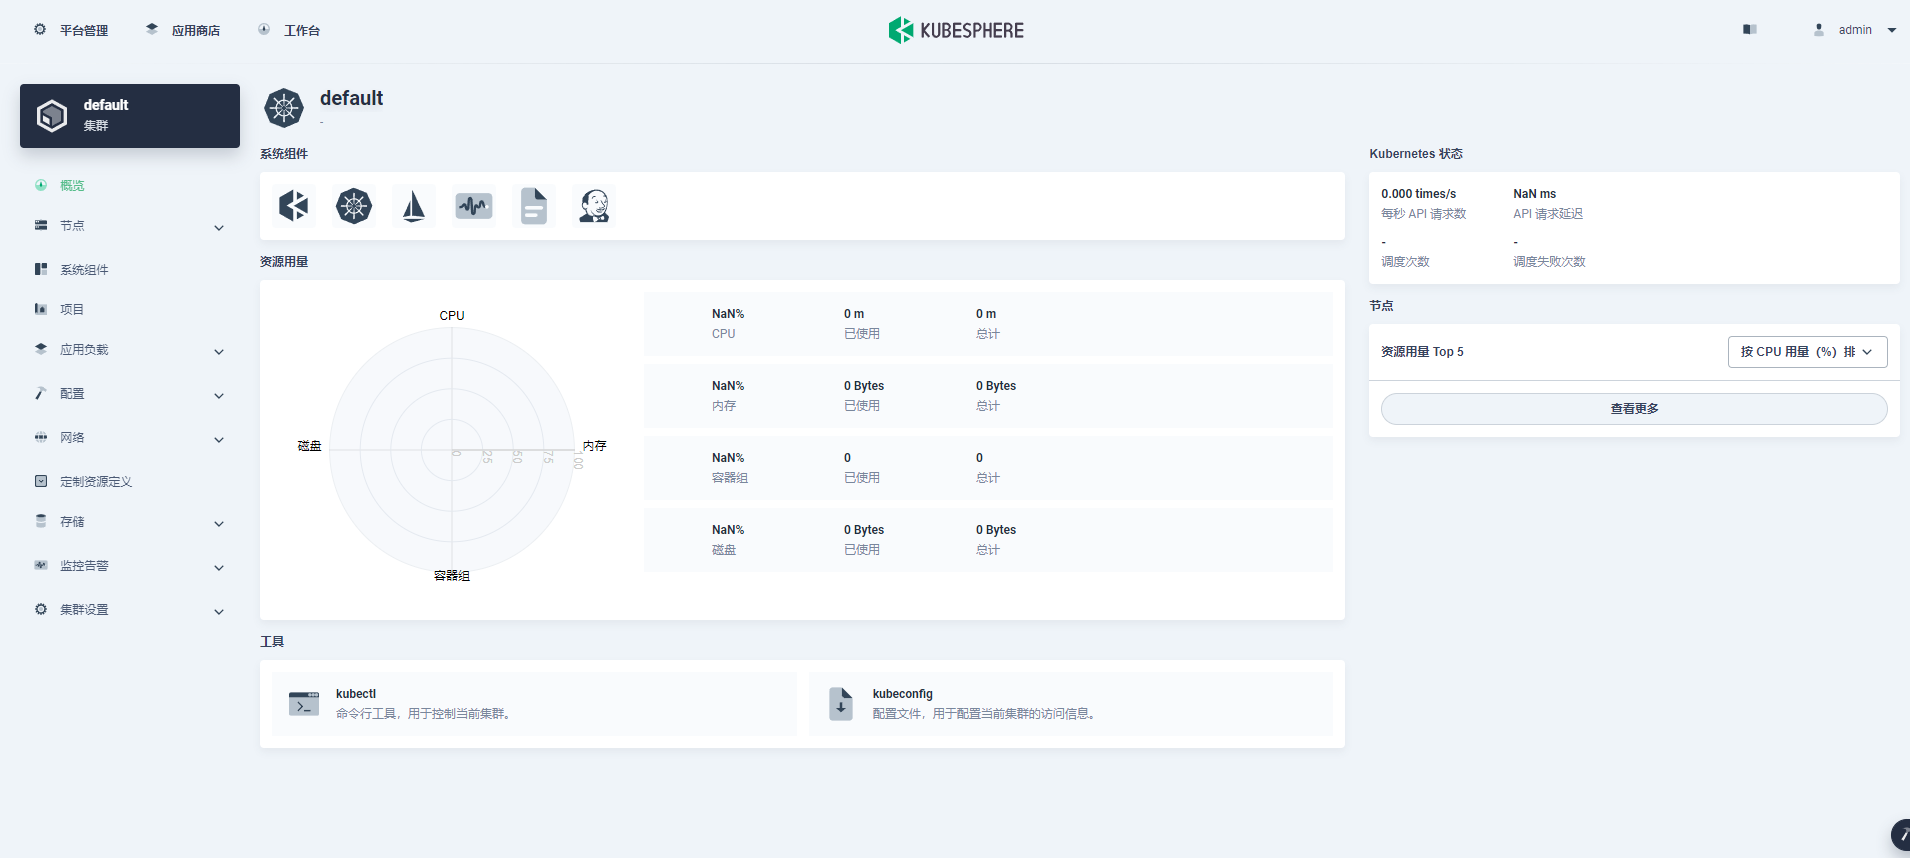 平台管理
应用商店
工作台
KUBESPHERE
admin
default
集群
概览
节点
系统组件
项目
应用负载
配置
网络
定制资源定义
存储
监控告警
集群设置
default
-
系统组件
资源用量
CPU
内存
容器组
磁盘
0
25
50
75
100
NaN%
CPU
0 m
已使用
0 m
总计
NaN%
内存
0 Bytes
已使用
0 Bytes
总计
NaN%
容器组
0
已使用
0
总计
NaN%
磁盘
0 Bytes
已使用
0 Bytes
总计
工具
kubectl
命令行工具，用于控制当前集群。
kubeconfig
配置文件，用于配置当前集群的访问信息。
Kubernetes 状态
0.000 times/s
每秒 API 请求数
NaN ms
API 请求延迟
-
调度次数
-
调度失败次数
节点
资源用量 Top 5
按 CPU 用量（%）排
查看更多